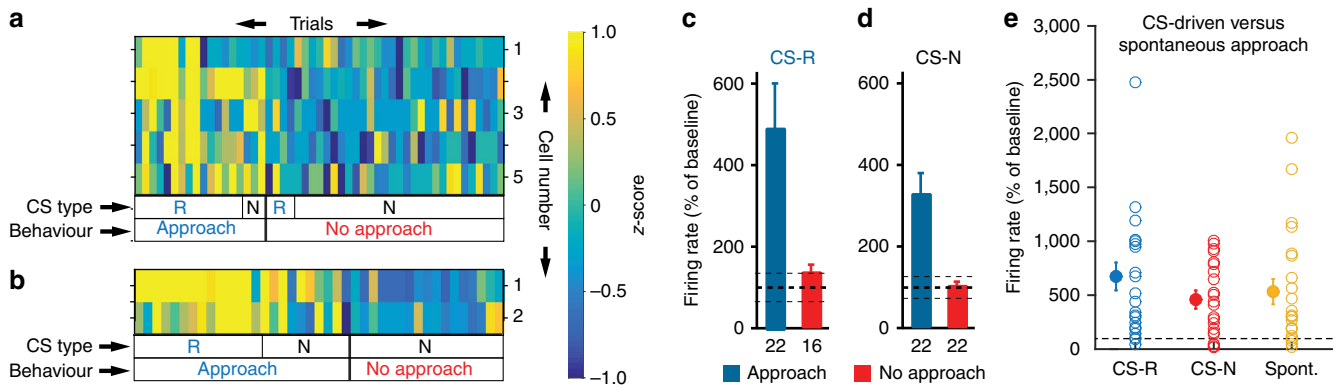 a
Trials
1
3
5
Cell number
CS type
R
N
R
N
Behaviour
Approach
No approach
b
1
2
CS type
R
N
N
Behaviour
Approach
No approach
1.0
0.5
0
−0.5
−1.0
z-score
c
CS-R
Firing rate (% of baseline)
600
400
200
0
22
16
d
CS-N
600
400
200
0
22
22
Approach
No approach
e
CS-driven versus
spontaneous approach
Firing rate (% of baseline)
3,000
2,500
2,000
1,500
1,000
500
0
CS-R
CS-N
Spont.